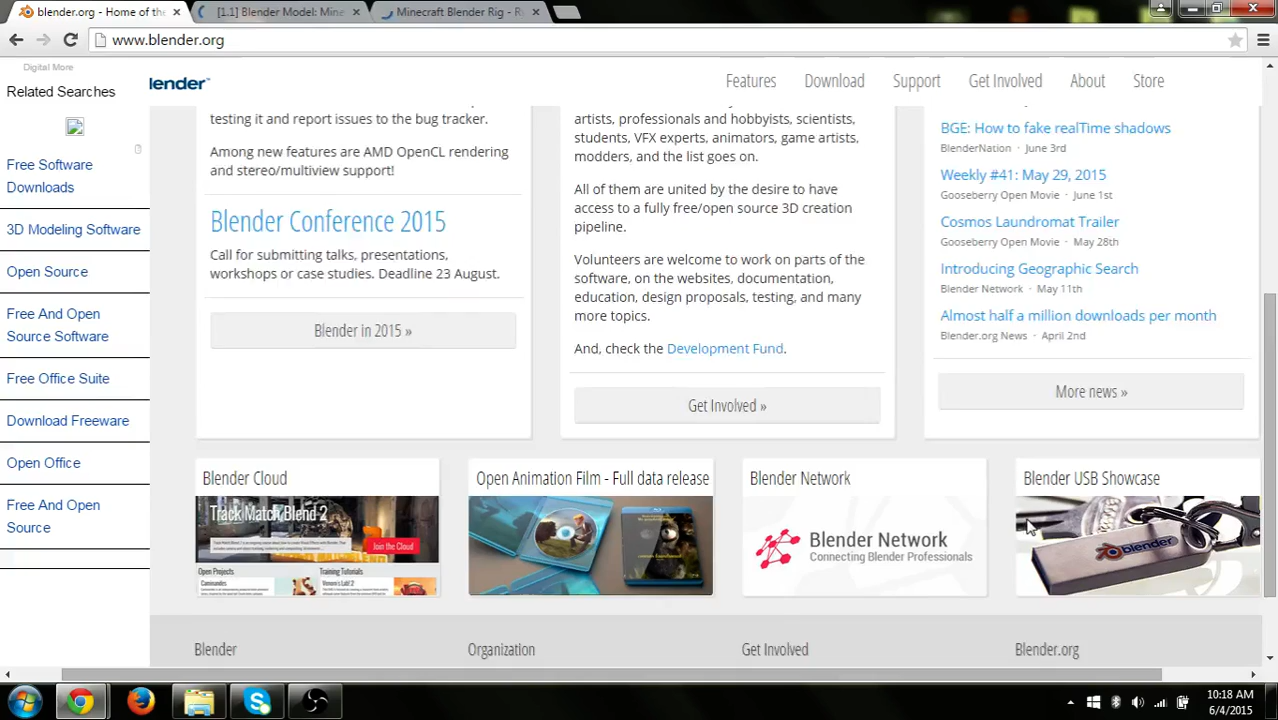 blender.org - Home of the
[1.1] Blender Model: Mine
Minecraft Blender Rig - R
www.blender.org
Digital More
Related Searches
Free Software
Downloads
3D Modeling Software
Open Source
Free And Open
Source Software
Free Office Suite
Download Freeware
Open Office
Free And Open
Source
lender™
Features
Download
Support
Get Involved
About
Store
testing it and report issues to the bug tracker.
Among new features are AMD OpenCL rendering
and stereo/multiview support!
Blender Conference 2015
Call for submitting talks, presentations,
workshops or case studies. Deadline 23 August.
Blender in 2015 »
artists, professionals and hobbyists, scientists,
students, VFX experts, animators, game artists,
modders, and the list goes on.
All of them are united by the desire to have
access to a fully free/open source 3D creation
pipeline.
Volunteers are welcome to work on parts of the
software, on the websites, documentation,
education, design proposals, testing, and many
more topics.
And, check the Development Fund.
Get Involved »
BGE: How to fake realTime shadows
BlenderNation · June 3rd
Weekly #41: May 29, 2015
Gooseberry Open Movie · June 1st
Cosmos Laundromat Trailer
Gooseberry Open Movie · May 28th
Introducing Geographic Search
Blender Network · May 11th
Almost half a million downloads per month
Blender.org News · April 2nd
More news »
Blender Cloud
Track Match Blend 2
Join the Cloud
Open Projects
Training Tutorials
Caminandes
Venom's Lab! 2
Open Animation Film - Full data release
Blender Network
Blender Network
Connecting Blender Professionals
Blender USB Showcase
blender
Blender
Organization
Get Involved
Blender.org
10:18 AM
6/4/2015